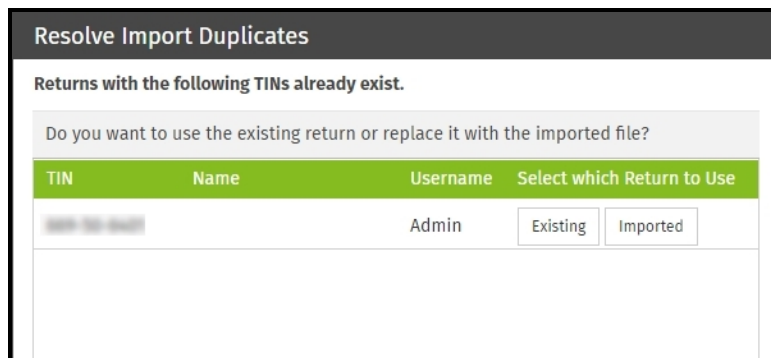 Resolve Import Duplicates
Returns with the following TINs already exist.
Do you want to use the existing return or replace it with the imported file?
TIN Name Username Select which Return to Use
Admin Existing Imported